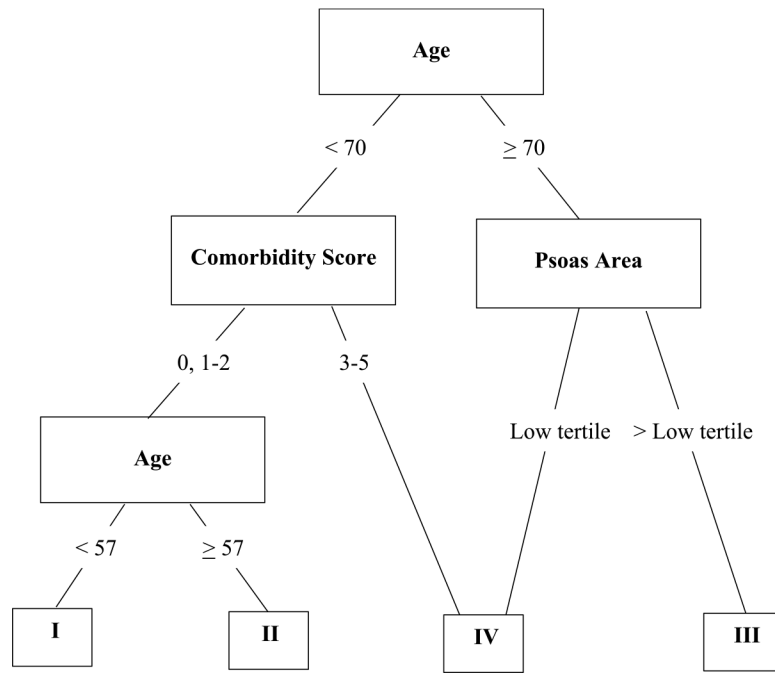 Age
< 70
≥ 70
Comorbidity Score
Psoas Area
0, 1-2
3-5
Low tertile
> Low tertile
Age
< 57
≥ 57
I
II
IV
III